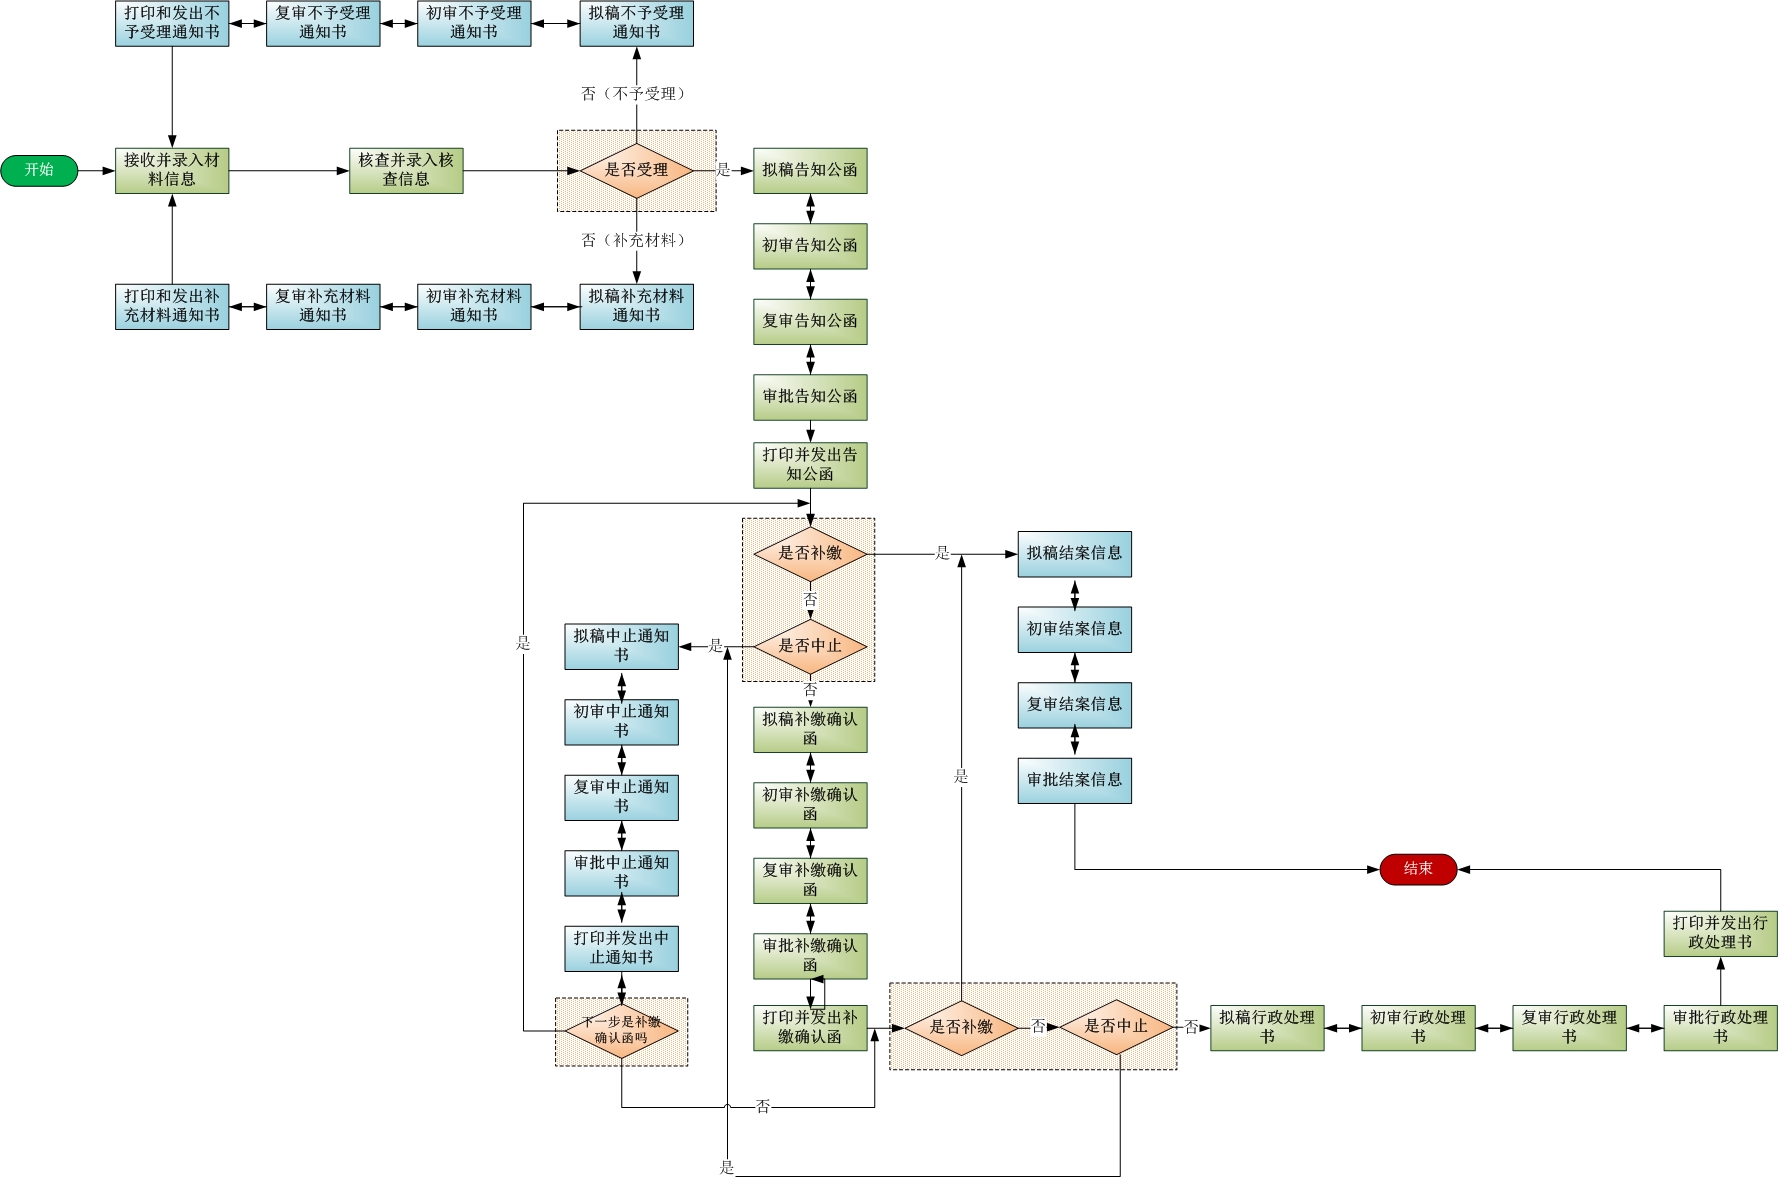 打印和发出不
予受理通知书
复审不予受理
通知书
初审不予受理
通知书
拟稿不予受理
通知书
否（不予受理）
开始
接收并录入材
料信息
核查并录入核
查信息
是否受理
是
拟稿告知公函
否（补充材料）
初审告知公函
打印和发出补
充材料通知书
复审补充材料
通知书
初审补充材料
通知书
拟稿补充材料
通知书
复审告知公函
审批告知公函
打印并发出告
知公函
是否补缴
是
拟稿结案信息
否
是
拟稿中止通知
书
是
是否中止
初审结案信息
否
初审中止通知
书
拟稿补缴确认
函
复审结案信息
复审中止通知
书
初审补缴确认
函
是
审批结案信息
审批中止通知
书
复审补缴确认
函
结束
打印并发出中
止通知书
审批补缴确认
函
打印并发出行
政处理书
下一步是补缴
确认函吗
打印并发出补
缴确认函
是否补缴
否
是否中止
否
拟稿行政处理
书
初审行政处理
书
复审行政处理
书
审批行政处理
书
否
是